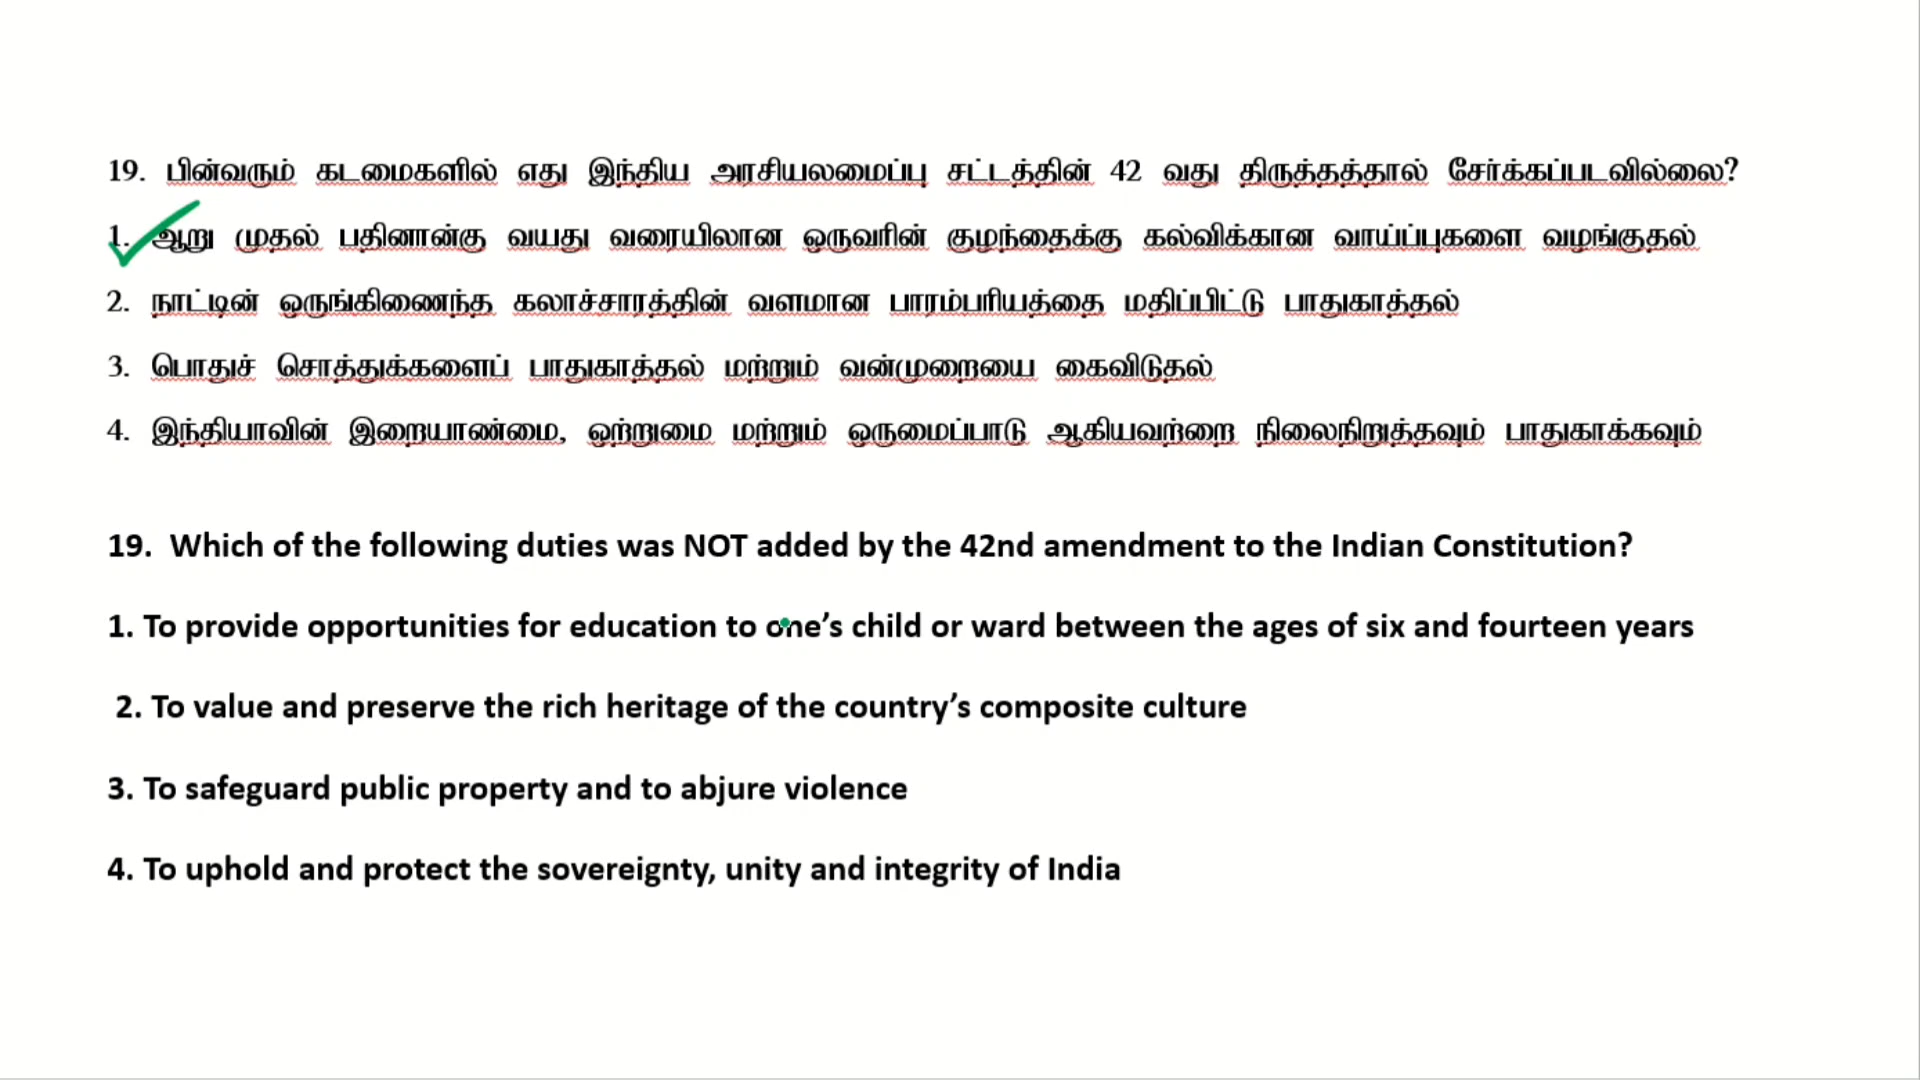 19. பின்வரும் கடமைகளில் எது இந்திய அரசியலமைப்பு சட்டத்தின் 42 வது திருத்தத்தால் சேர்க்கப்படவில்லை?
1. ஆறு முதல் பதினான்கு வயது வரையிலான ஒருவரின் குழந்தைக்கு கல்விக்கான வாய்ப்புகளை வழங்குதல்
2. நாட்டின் ஒருங்கிணைந்த கலாச்சாரத்தின் வளமான பாரம்பரியத்தை மதிப்பிட்டு பாதுகாத்தல்
3. பொதுச் சொத்துக்களைப் பாதுகாத்தல் மற்றும் வன்முறையை கைவிடுதல்
4. இந்தியாவின் இறையாண்மை, ஒற்றுமை மற்றும் ஒருமைப்பாடு ஆகியவற்றை நிலைநிறுத்தவும் பாதுகாக்கவும்
19. Which of the following duties was NOT added by the 42nd amendment to the Indian Constitution?
1. To provide opportunities for education to one’s child or ward between the ages of six and fourteen years
2. To value and preserve the rich heritage of the country’s composite culture
3. To safeguard public property and to abjure violence
4. To uphold and protect the sovereignty, unity and integrity of India